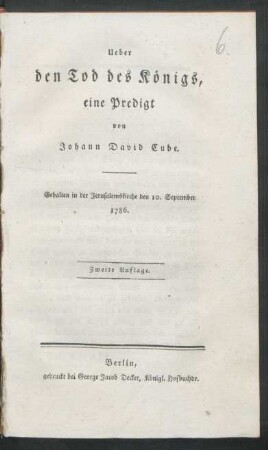 6.
Ueber
den Tod des Königs,
eine Predigt
von
Johann David Cube.
Gehalten in der Jerusalemskirche den 10. September
1786.
Zweite Auflage.
Berlin,
gedruckt bei George Jacob Decker, Königl. Hofbuchdr.